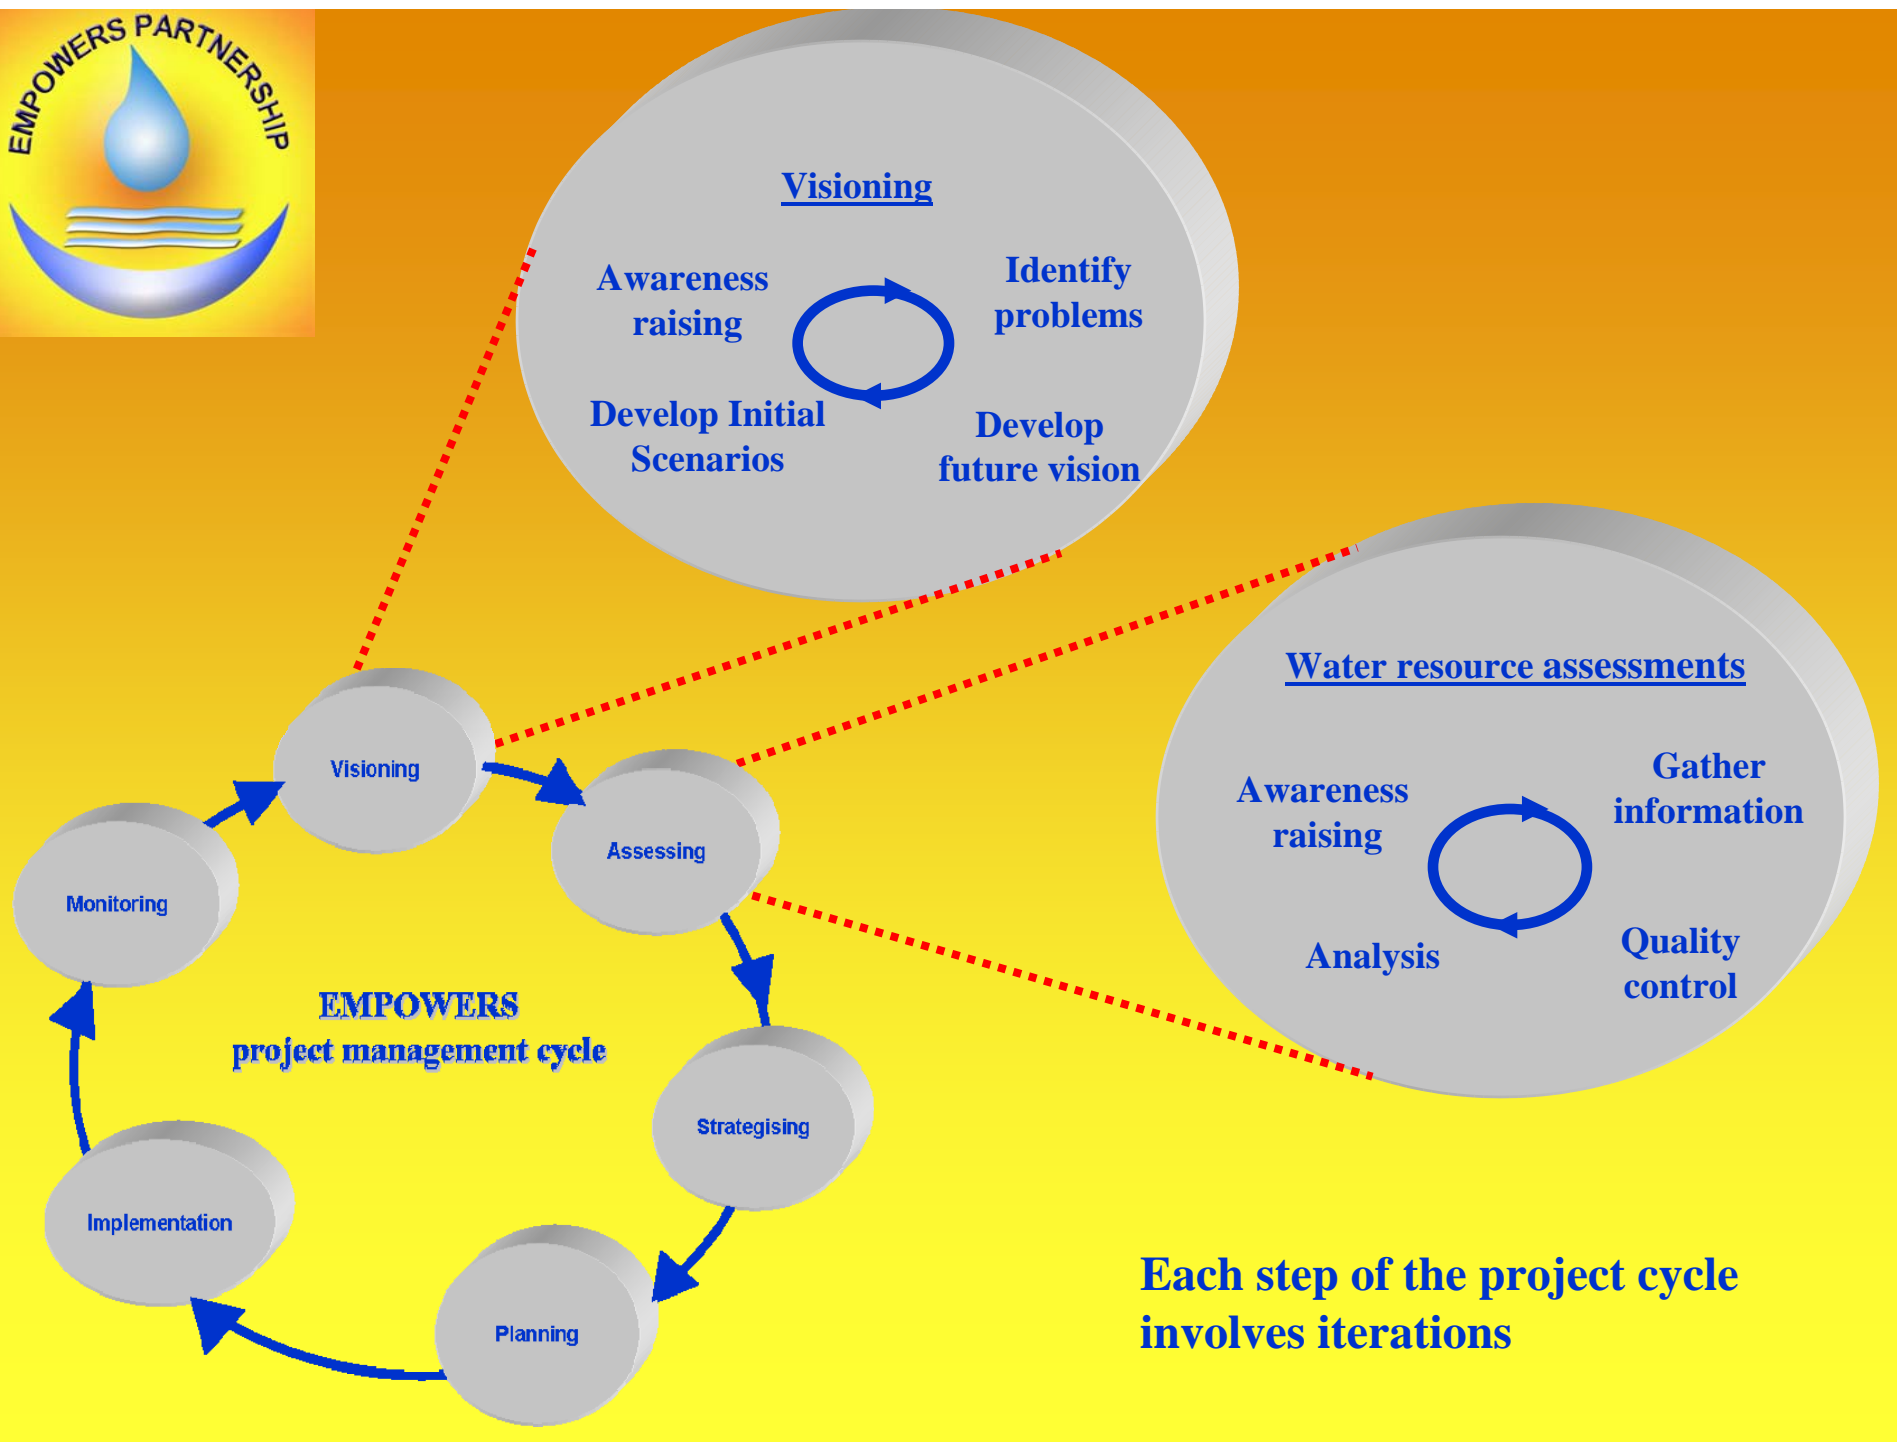 EMPOWERS PARTNERSHIP
Visioning
Awareness
raising
Identify
problems
Develop Initial
Scenarios
Develop
future vision
Water resource assessments
Awareness
raising
Gather
information
Analysis
Quality
control
Visioning
Assessing
Monitoring
EMPOWERS
project management cycle
Strategising
Implementation
Planning
Each step of the project cycle
involves iterations